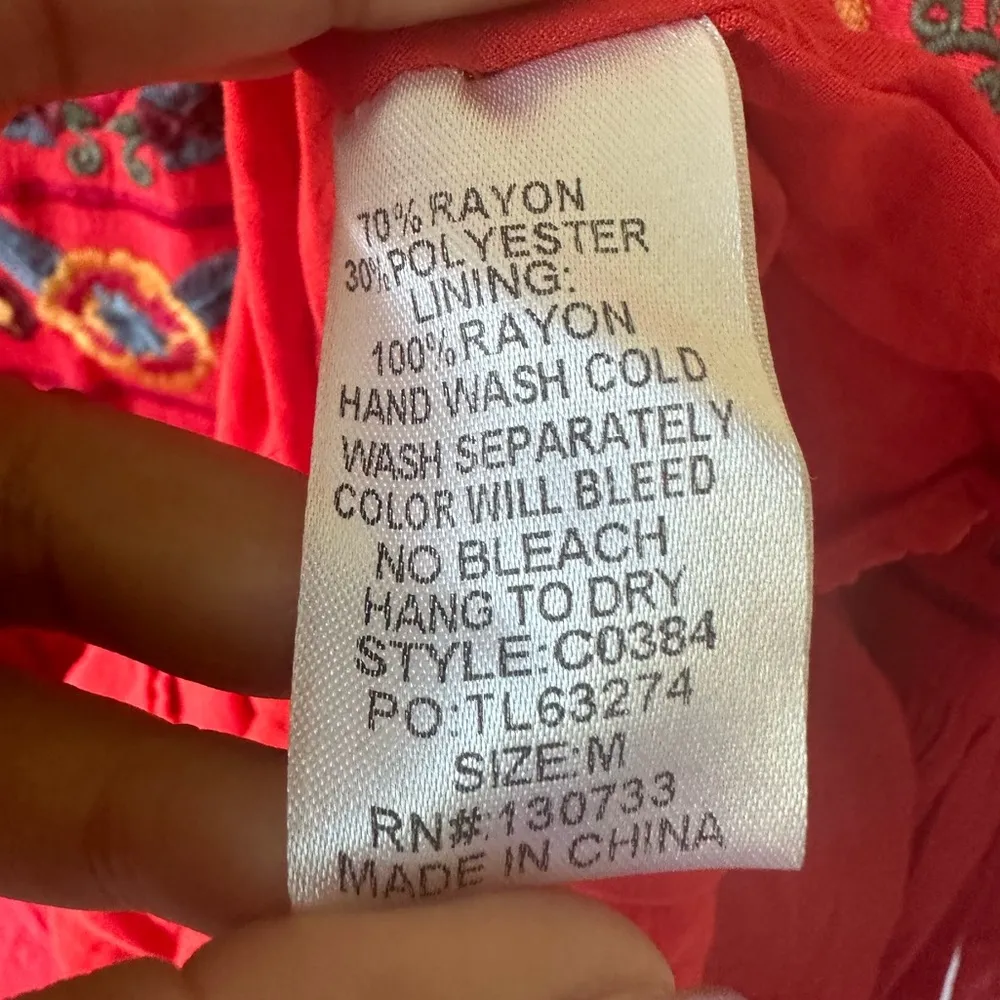 70% RAYON
30% POLYESTER
LINING:
100% RAYON
HAND WASH COLD
WASH SEPARATELY
COLOR WILL BLEED
NO BLEACH
HANG TO DRY
STYLE:C0384
PO:TL63274
SIZE:M
RN#:130733
MADE IN CHINA